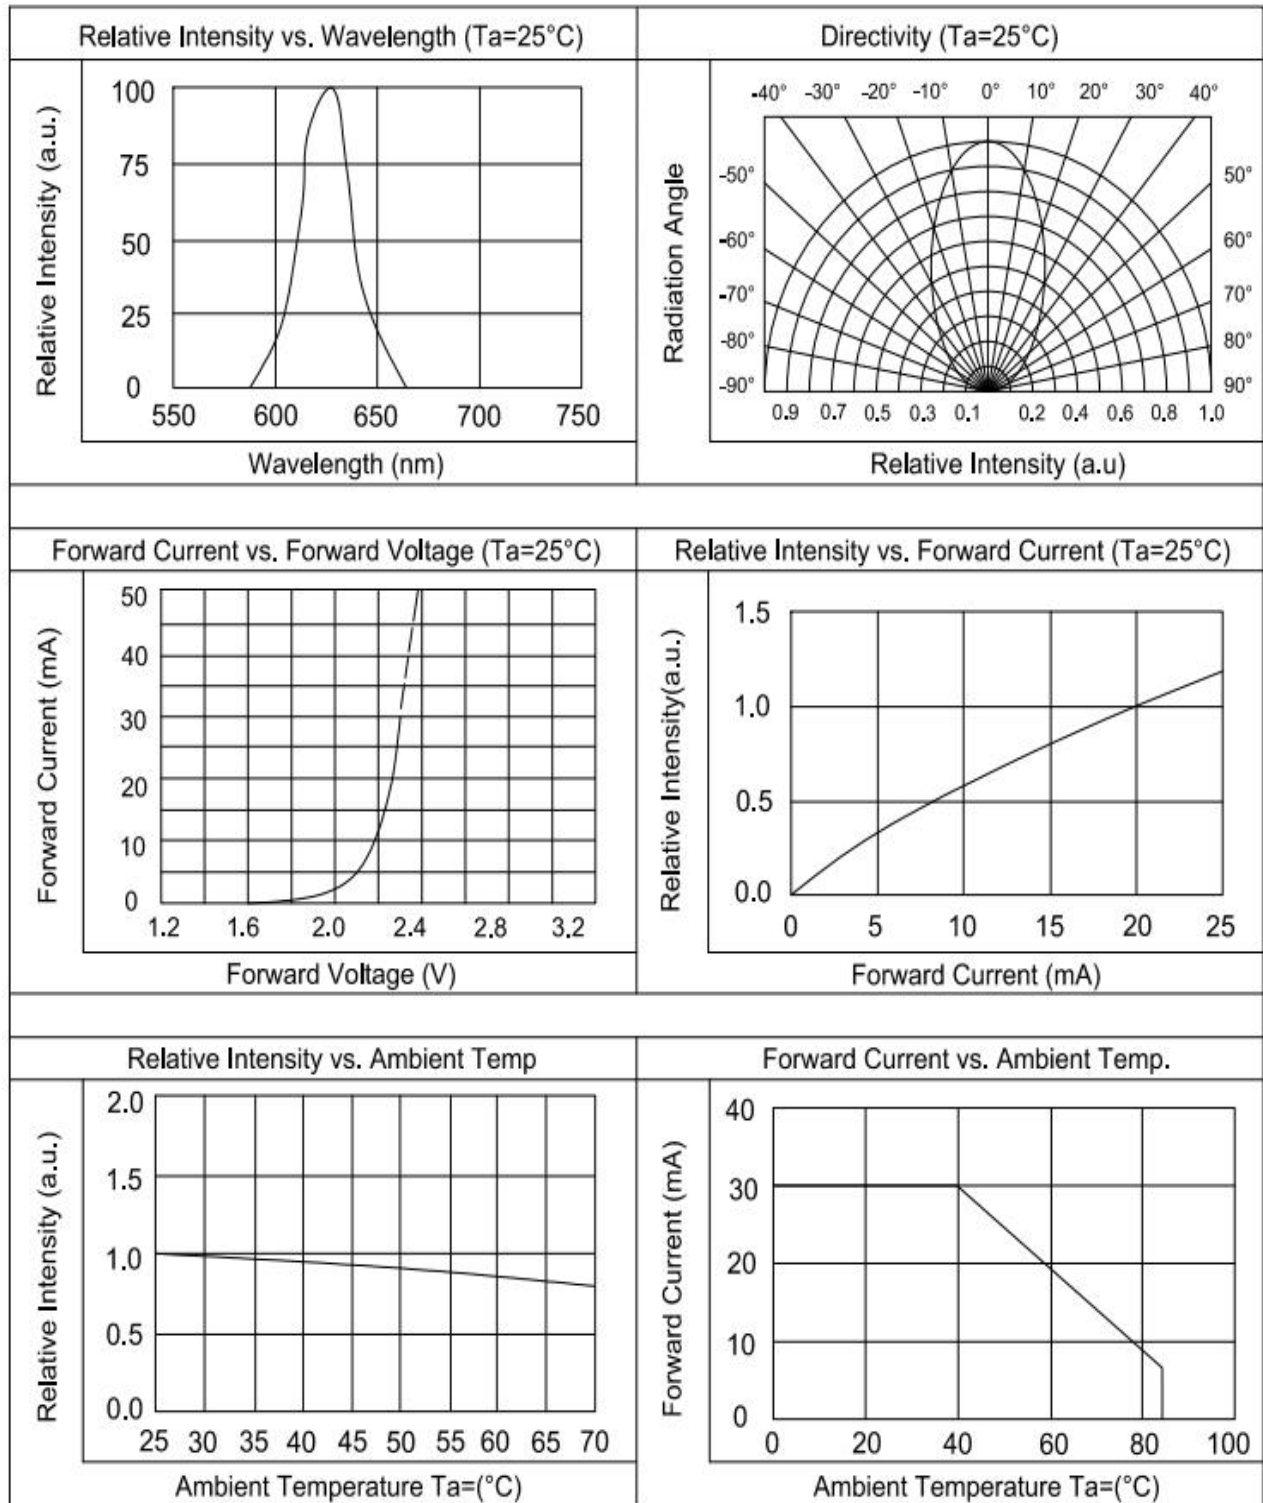 Relative Intensity vs. Wavelength (Ta=25°C)
Relative Intensity (a.u.)
100
75
50
25
0
550 600 650 700 750
Wavelength (nm)
Directivity (Ta=25°C)
Radiation Angle
-40° -30° -20° -10° 0° 10° 20° 30° 40°
-50° 50°
-60° 60°
-70° 70°
-80° 80°
-90° 90°
0.9 0.7 0.5 0.3 0.1 0.2 0.4 0.6 0.8 1.0
Relative Intensity (a.u)
Forward Current vs. Forward Voltage (Ta=25°C)
Forward Current (mA)
50
40
30
20
10
0
1.2 1.6 2.0 2.4 2.8 3.2
Forward Voltage (V)
Relative Intensity vs. Forward Current (Ta=25°C)
Relative Intensity(a.u.)
1.5
1.0
0.5
0.0
0 5 10 15 20 25
Forward Current (mA)
Relative Intensity vs. Ambient Temp
Relative Intensity (a.u.)
2.0
1.5
1.0
0.5
0.0
25 30 35 40 45 50 55 60 65 70
Ambient Temperature Ta=(°C)
Forward Current vs. Ambient Temp.
Forward Current (mA)
40
30
20
10
0
0 20 40 60 80 100
Ambient Temperature Ta=(°C)